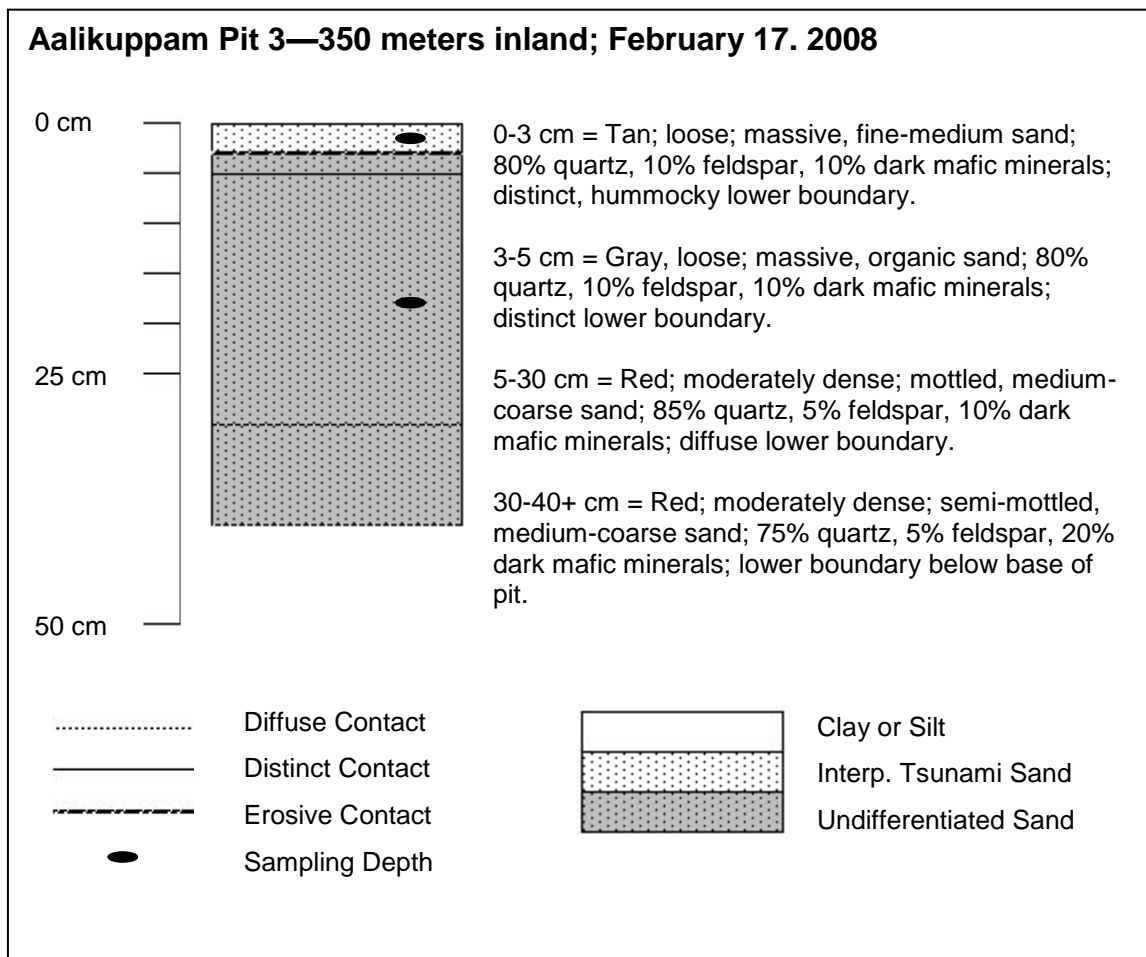 Aalikuppam Pit 3—350 meters inland; February 17. 2008
0 cm
0-3 cm = Tan; loose; massive, fine-medium sand;
80% quartz, 10% feldspar, 10% dark mafic minerals;
distinct, hummocky lower boundary.
3-5 cm = Gray, loose; massive, organic sand; 80%
quartz, 10% feldspar, 10% dark mafic minerals;
distinct lower boundary.
25 cm
5-30 cm = Red; moderately dense; mottled, medium-
coarse sand; 85% quartz, 5% feldspar, 10% dark
mafic minerals; diffuse lower boundary.
30-40+ cm = Red; moderately dense; semi-mottled,
medium-coarse sand; 75% quartz, 5% feldspar, 20%
dark mafic minerals; lower boundary below base of
pit.
50 cm
Diffuse Contact
Distinct Contact
Erosive Contact
Sampling Depth
Clay or Silt
Interp. Tsunami Sand
Undifferentiated Sand